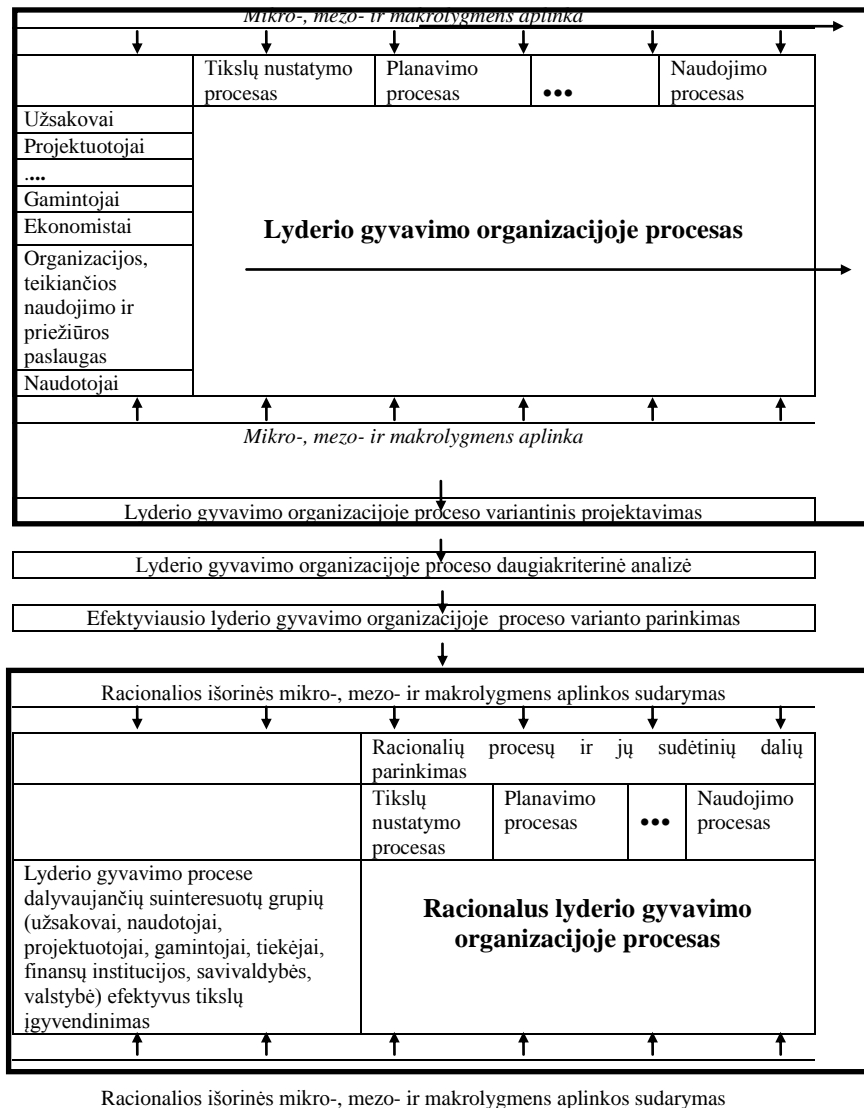 Mikro-, mezo- ir makrolygmens aplinka
Tikslų nustatymo
procesas
Planavimo
procesas
•••
Naudojimo
procesas
Užsakovai
Projektuotojai
....
Gamintojai
Ekonomistai
Organizacijos,
teikiančios
naudojimo ir
priežiūros
paslaugas
Naudotojai
Lyderio gyvavimo organizacijoje procesas
Mikro-, mezo- ir makrolygmens aplinka
Lyderio gyvavimo organizacijoje proceso variantinis projektavimas
Lyderio gyvavimo organizacijoje proceso daugiakriterinė analizė
Efektyviausio lyderio gyvavimo organizacijoje proceso varianto parinkimas
Racionalios išorinės mikro-, mezo- ir makrolygmens aplinkos sudarymas
Racionalių procesų ir jų sudėtinių dalių
parinkimas
Tikslų
nustatymo
procesas
Planavimo
procesas
•••
Naudojimo
procesas
Lyderio gyvavimo procese
dalyvaujančių suinteresuotų grupių
(užsakovai, naudotojai,
projektuotojai, gamintojai, tiekėjai,
finansų institucijos, savivaldybės,
valstybė) efektyvus tikslų
įgyvendinimas
Racionalus lyderio gyvavimo
organizacijoje procesas
Racionalios išorinės mikro-, mezo- ir makrolygmens aplinkos sudarymas